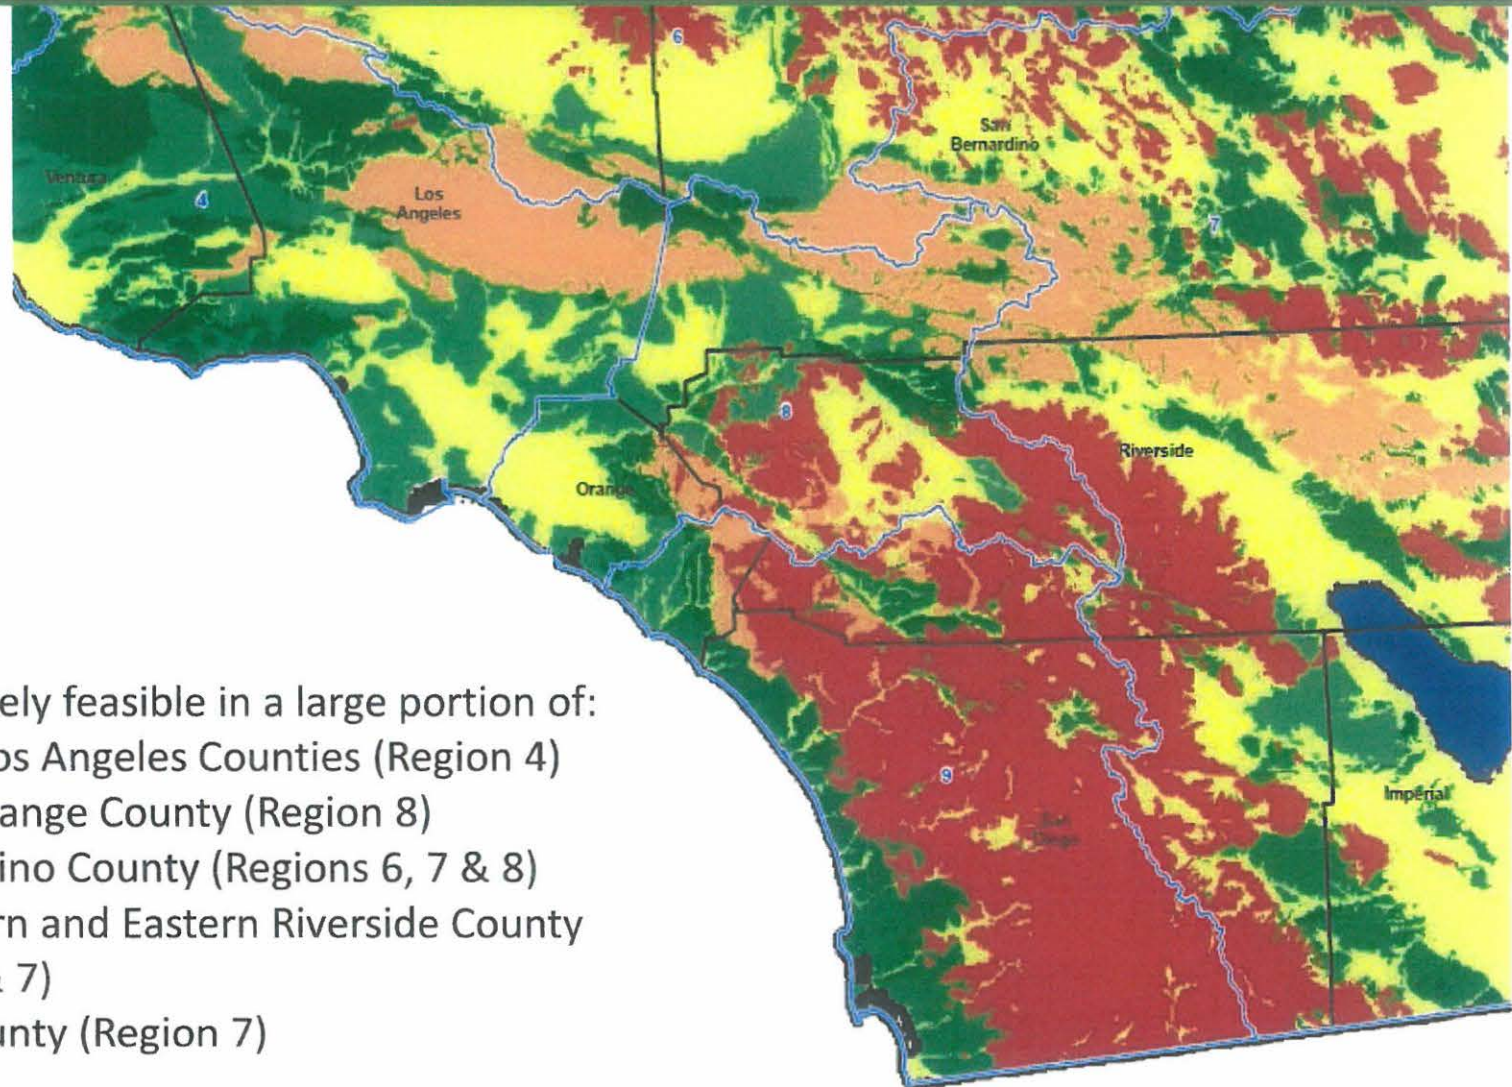 6
San
Bernardino
Ventura
4
Los
Angeles
7
8
Riverside
Orange
ely feasible in a large portion of:
os Angeles Counties (Region 4)
ange County (Region 8)
ino County (Regions 6, 7 & 8)
rn and Eastern Riverside County
& 7)
unty (Region 7)
9
Imperial
San
Diego